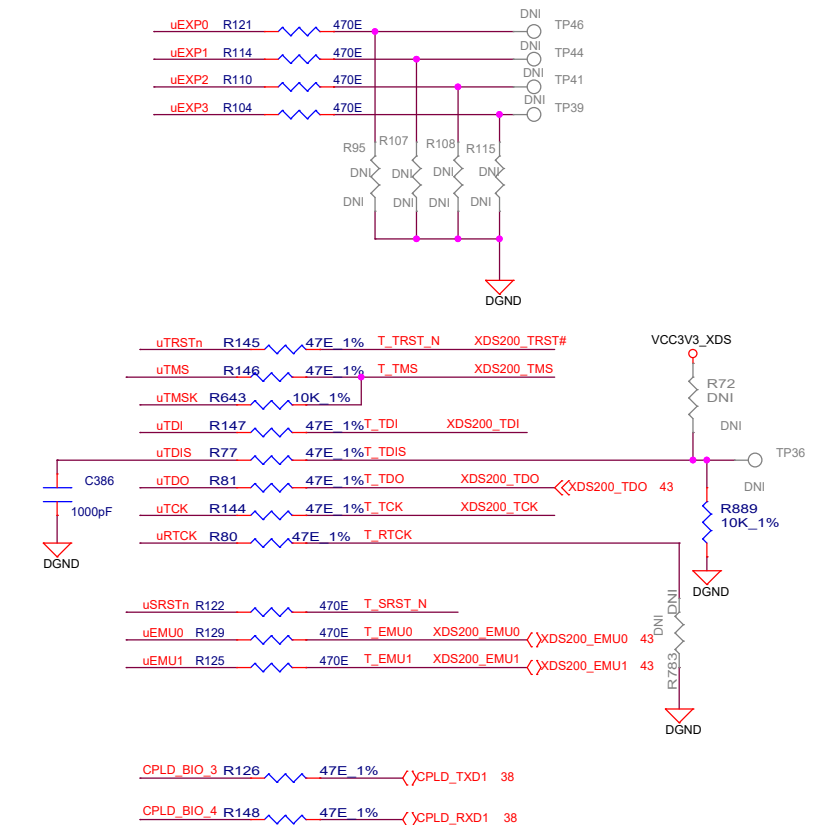 DNI
uEXP0 R121 470E TP46
DNI
uEXP1 R114 470E TP44
DNI
uEXP2 R110 470E TP41
DNI
uEXP3 R104 470E TP39
R95 R107 R108 R115
DNI DNI DNI DNI
DNI DNI DNI DNI
DGND
uTRSTn R145 47E_1% T_TRST_N XDS200_TRST#
VCC3V3_XDS
uTMS R146 47E_1% T_TMS XDS200_TMS
R72
DNI
uTMSK R643 10K_1%
uTDI R147 47E_1% T_TDI XDS200_TDI
DNI
uTDIS R77 47E_1% T_TDIS
TP36
C386
1000pF
DGND
uTDO R81 47E_1% T_TDO XDS200_TDO XDS200_TDO 43
DNI
uTCK R144 47E_1% T_TCK XDS200_TCK
R889
10K_1%
DGND
uRTCK R80 47E_1% T_RTCK
uSRSTn R122 470E T_SRST_N
uEMU0 R129 470E T_EMU0 XDS200_EMU0 XDS200_EMU0 43
uEMU1 R125 470E T_EMU1 XDS200_EMU1 XDS200_EMU1 43
DNI
DNI
R783
DGND
CPLD_BIO_3 R126 47E_1% CPLD_TXD1 38
CPLD_BIO_4 R148 47E_1% CPLD_RXD1 38